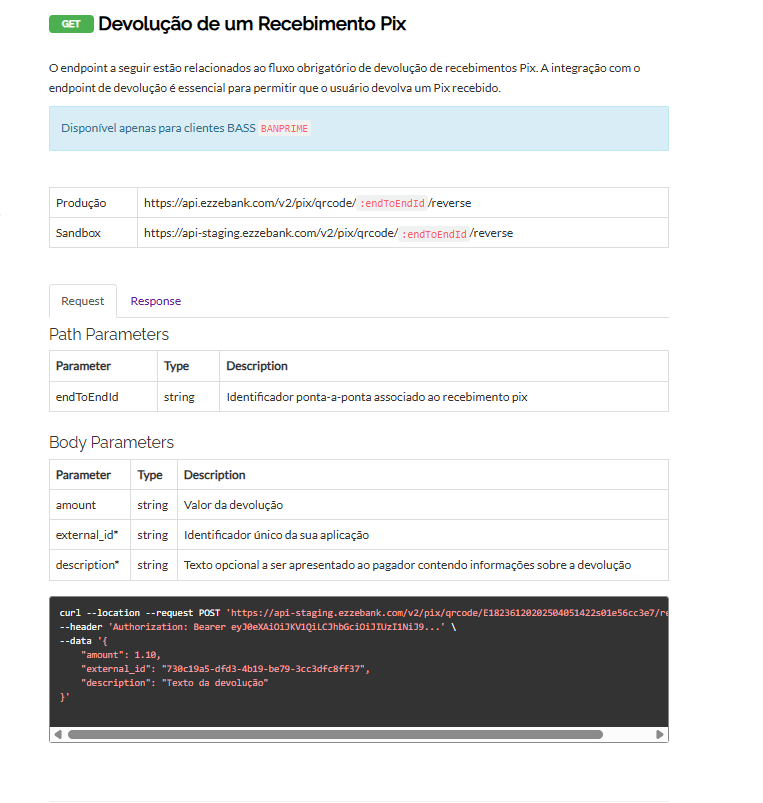 GET Devolução de um Recebimento Pix
O endpoint a seguir estão relacionados ao fluxo obrigatório de devolução de recebimentos Pix. A integração com o
endpoint de devolução é essencial para permitir que o usuário devolva um Pix recebido.
Disponível apenas para clientes BASS BANPRIME
Produção https://api.ezzebank.com/v2/pix/qrcode/ :endToEndId /reverse
Sandbox https://api-staging.ezzebank.com/v2/pix/qrcode/ :endToEndId /reverse
Request Response
Path Parameters
Parameter Type Description
endToEndId string Identificador ponta-a-ponta associado ao recebimento pix
Body Parameters
Parameter Type Description
amount string Valor da devolução
external_id* string Identificador único da sua aplicação
description* string Texto opcional a ser apresentado ao pagador contendo informações sobre a devolução
curl --location --request POST 'https://api-staging.ezzebank.com/v2/pix/qrcode/E18236120202504051422s01e56cc3e7/re
--header 'Authorization: Bearer eyJ0eXAiOiJKV1QiLCJhbGciOiJIUzI1NiJ9...' \
--data '{
"amount": 1.10,
"external_id": "730c19a5-dfd3-4b19-be79-3cc3dfc8ff37",
"description": "Texto da devolução"
}'